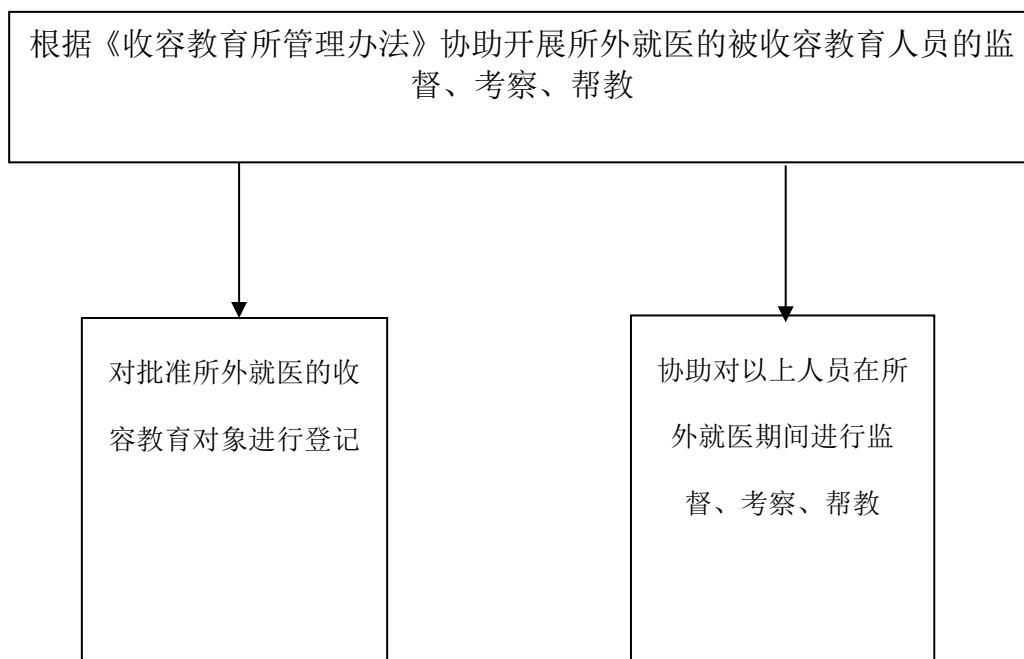 根据《收容教育所管理办法》协助开展所外就医的被收容教育人员的监
督、考察、帮教
对批准所外就医的收
容教育对象进行登记
协助对以上人员在所
外就医期间进行监
督、考察、帮教